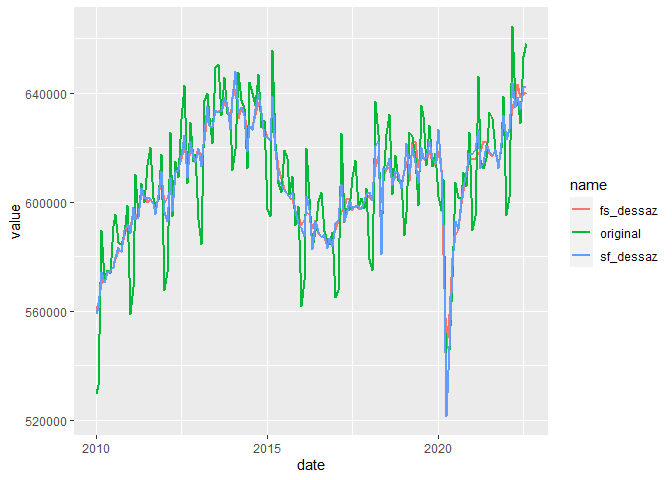 640000
600000
560000
520000
value
2010
2015
2020
date
name
fs_dessaz
original
sf_dessaz